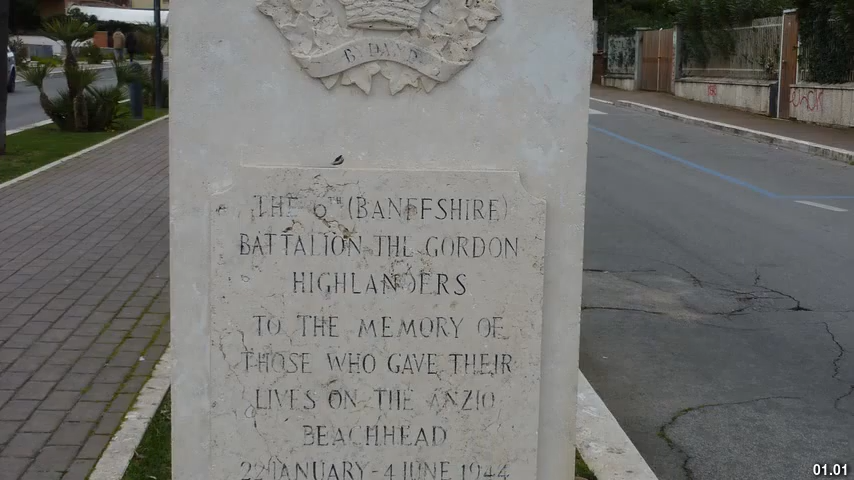 BYDAND
THE 6TH (BANFFSHIRE)
BATTALION THE GORDON
HIGHLANDERS
TO THE MEMORY OF
THOSE WHO GAVE THEIR
LIVES ON THE ANZIO
BEACHHEAD
22 JANUARY - 4 JUNE 1944
01.01